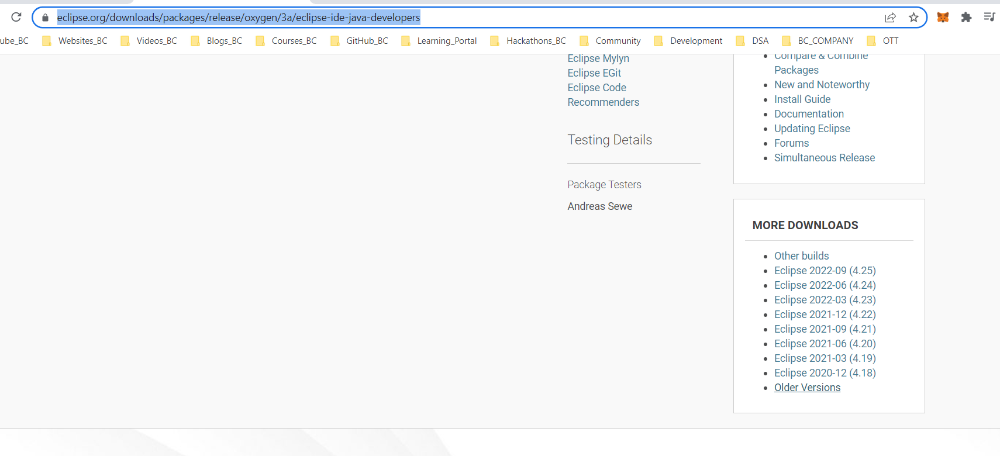 eclipse.org/downloads/packages/release/oxygen/3a/eclipse-ide-java-developers
ube_BC Websites_BC Videos_BC Blogs_BC Courses_BC GitHub_BC Learning_Portal Hackathons_BC Community Development DSA BC_COMPANY OTT
Eclipse Mylyn
Eclipse EGit
Eclipse Code
Recommenders
Testing Details
Package Testers
Andreas Sewe
Compare & Combine
Packages
New and Noteworthy
Install Guide
Documentation
Updating Eclipse
Forums
Simultaneous Release
MORE DOWNLOADS
Other builds
Eclipse 2022-09 (4.25)
Eclipse 2022-06 (4.24)
Eclipse 2022-03 (4.23)
Eclipse 2021-12 (4.22)
Eclipse 2021-09 (4.21)
Eclipse 2021-06 (4.20)
Eclipse 2021-03 (4.19)
Eclipse 2020-12 (4.18)
Older Versions